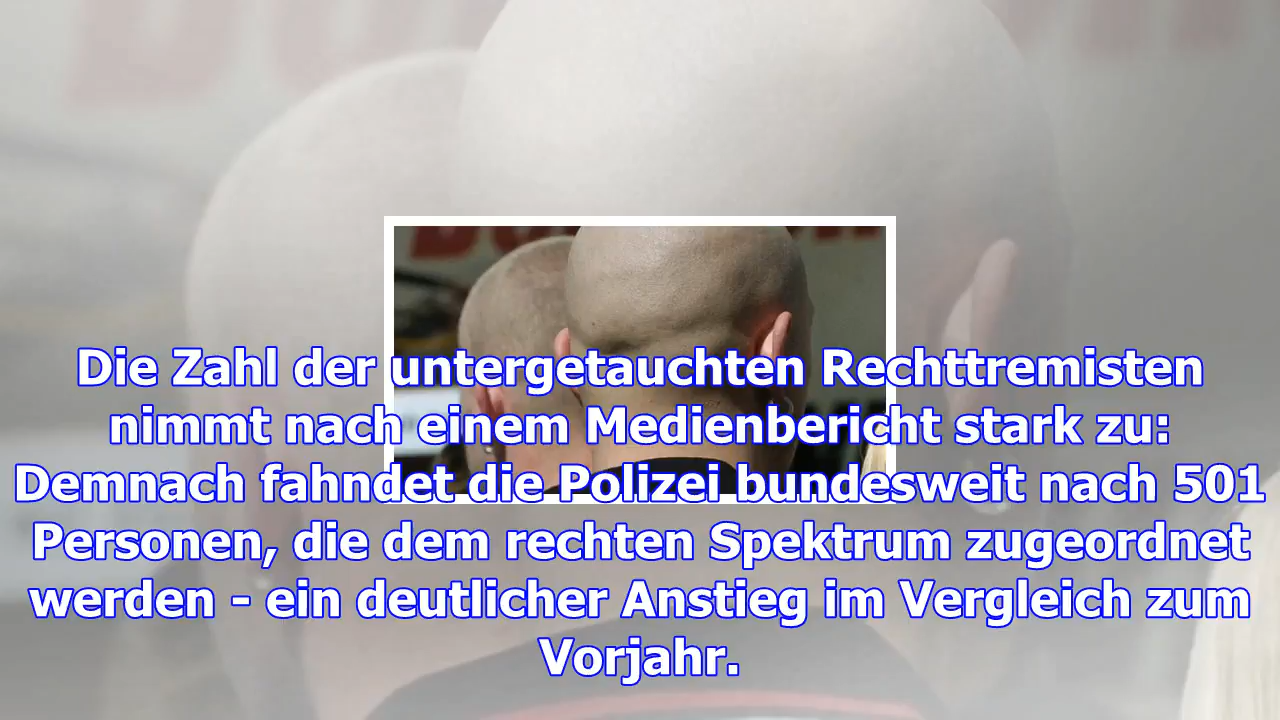 Die Zahl der untergetauchten Rechttremisten
nimmt nach einem Medienbericht stark zu:
Demnach fahndet die Polizei bundesweit nach 501
Personen, die dem rechten Spektrum zugeordnet
werden - ein deutlicher Anstieg im Vergleich zum
Vorjahr.